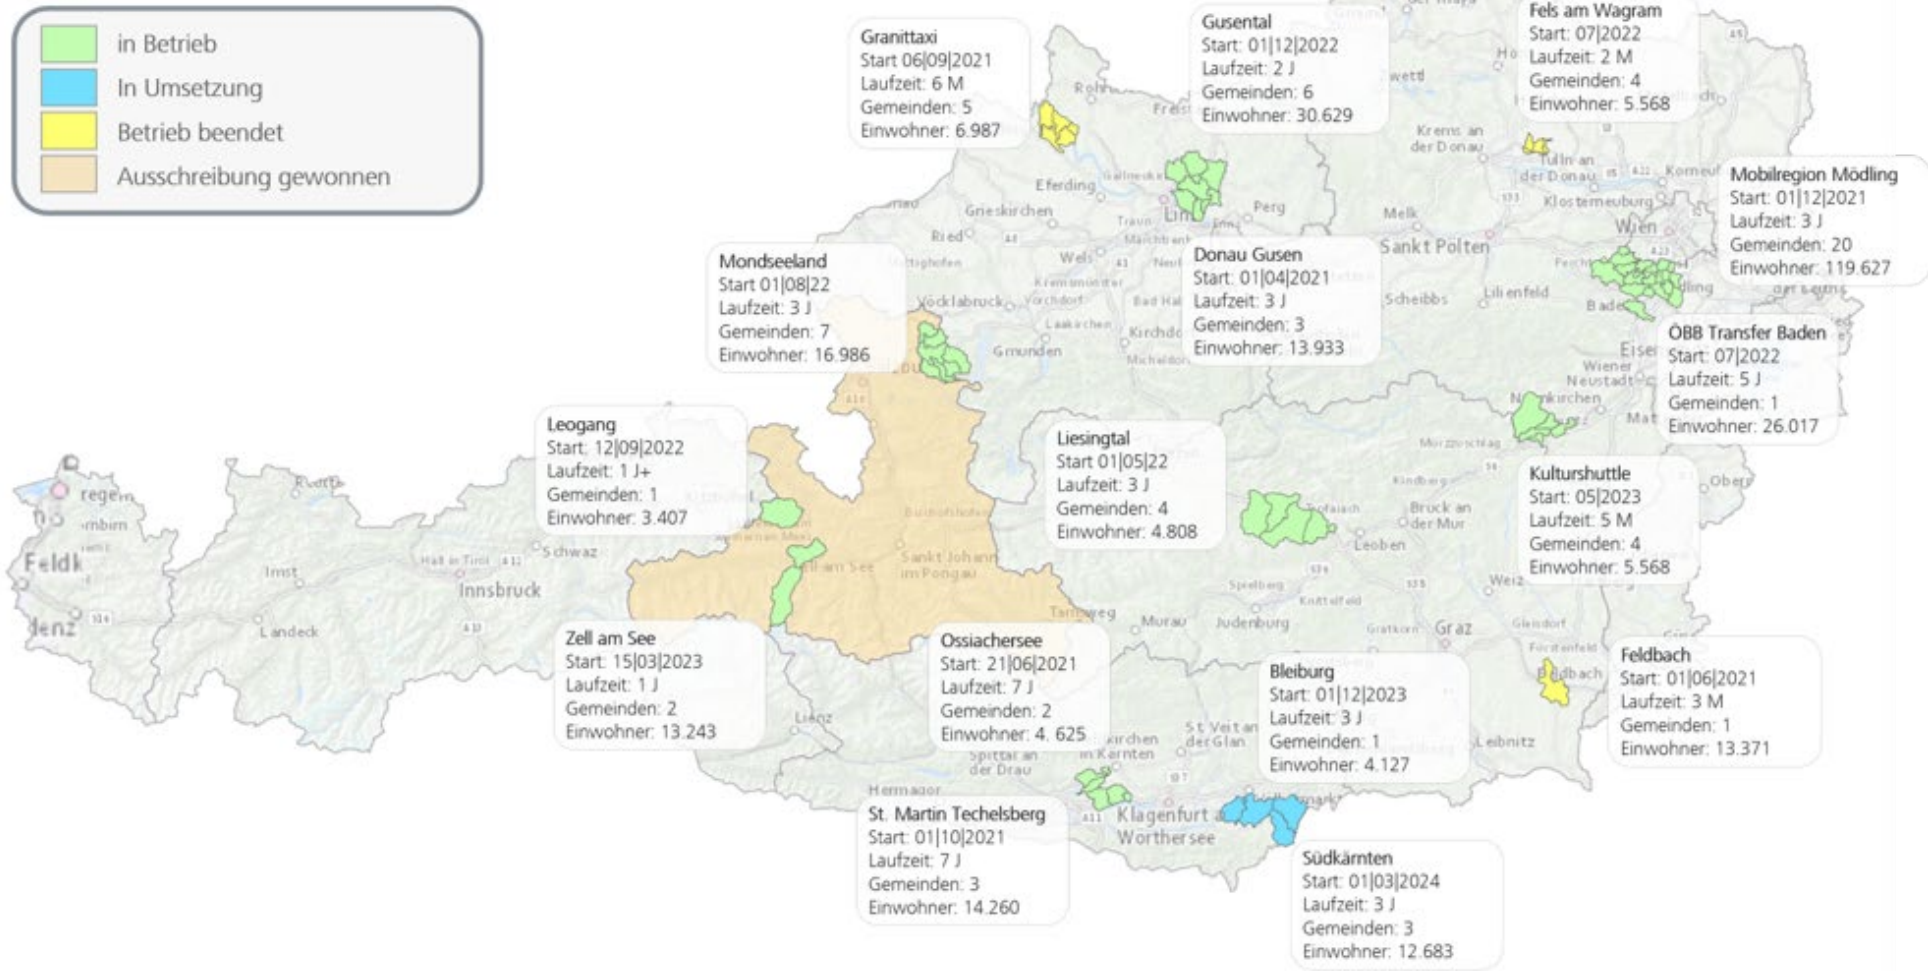 in Betrieb
In Umsetzung
Betrieb beendet
Ausschreibung gewonnen
Granittaxi
Start 06|09|2021
Laufzeit: 6 M
Gemeinden: 5
Einwohner: 6.987
Gusental
Start: 01|12|2022
Laufzeit: 2 J
Gemeinden: 6
Einwohner: 30.629
Fels am Wagram
Start: 07|2022
Laufzeit: 2 M
Gemeinden: 4
Einwohner: 5.568
Mobilregion Mödling
Start: 01|12|2021
Laufzeit: 3 J
Gemeinden: 20
Einwohner: 119.627
Mondseeland
Start 01|08|22
Laufzeit: 3 J
Gemeinden: 7
Einwohner: 16.986
Donau Gusen
Start: 01|04|2021
Laufzeit: 3 J
Gemeinden: 3
Einwohner: 13.933
ÖBB Transfer Baden
Start: 07|2022
Laufzeit: 5 J
Gemeinden: 1
Einwohner: 26.017
Leogang
Start: 12|09|2022
Laufzeit: 1 J+
Gemeinden: 1
Einwohner: 3.407
Liesingtal
Start 01|05|22
Laufzeit: 3 J
Gemeinden: 4
Einwohner: 4.808
Kulturshuttle
Start: 05|2023
Laufzeit: 5 M
Gemeinden: 4
Einwohner: 5.568
Zell am See
Start: 15|03|2023
Laufzeit: 1 J
Gemeinden: 2
Einwohner: 13.243
Ossiachersee
Start: 21|06|2021
Laufzeit: 7 J
Gemeinden: 2
Einwohner: 4. 625
Bleiburg
Start: 01|12|2023
Laufzeit: 3 J
Gemeinden: 1
Einwohner: 4.127
Feldbach
Start: 01|06|2021
Laufzeit: 3 M
Gemeinden: 1
Einwohner: 13.371
St. Martin Techelsberg
Start: 01|10|2021
Laufzeit: 7 J
Gemeinden: 3
Einwohner: 14.260
Südkärnten
Start: 01|03|2024
Laufzeit: 3 J
Gemeinden: 3
Einwohner: 12.683
Krems an
der Donau
Tulln an
der Donau
Klosterneuburg
Wien
Melk
Sankt Pölten
Scheibbs
Lilienfeld
Wiener
Neustadt
Eferding
Grieskirchen
Ried
Wels
Perg
Vöcklabruck
Gmunden
Bruck an
der Mur
Leoben
Weiz
Graz
Judenburg
Murau
Knittelfeld
Leibnitz
Sankt Johann
im Pongau
Schwaz
Innsbruck
Imst
Landeck
Lienz
Spittal an
der Drau
Hermagor
St Veit an
der Glan
Klagenfurt a
Wörthersee